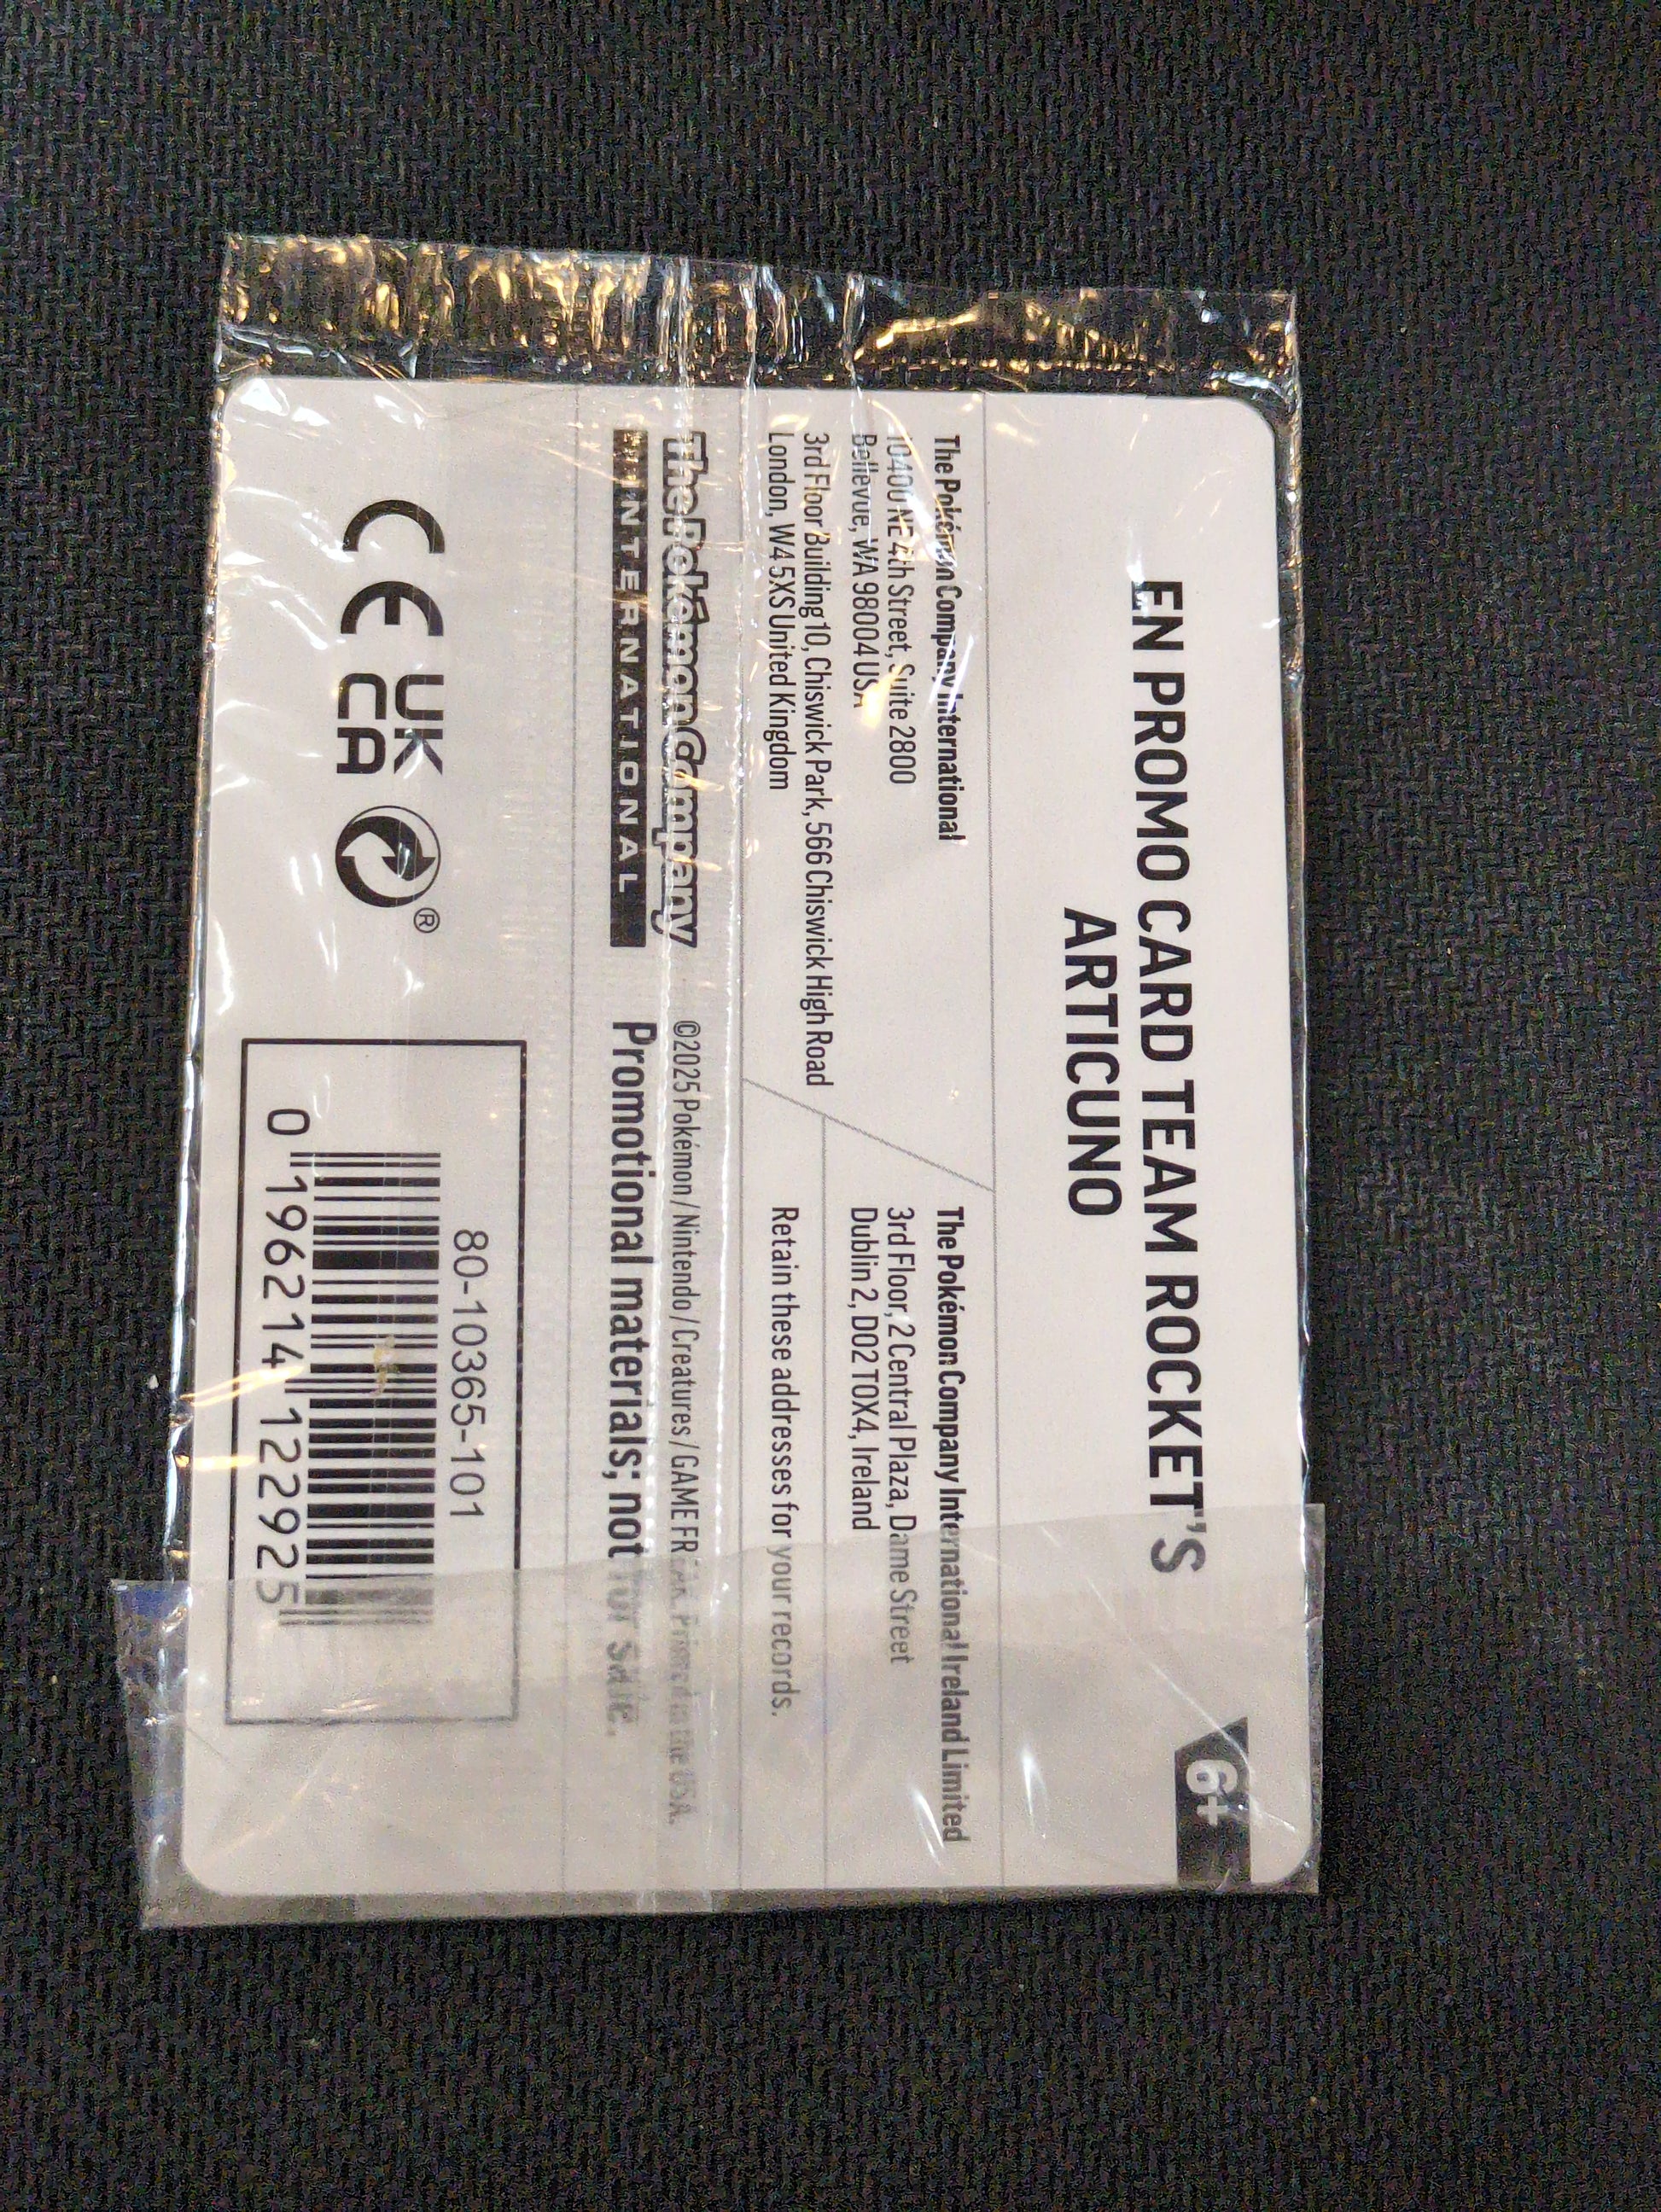 EN PROMO CARD TEAM ROCKET'S
ARTICUNO
6+
The Pokémon Company International
10400 NE 4th Street, Suite 2800
Bellevue, WA 98004 USA
3rd Floor Building 10, Chiswick Park, 566 Chiswick High Road
London, W4 5XS United Kingdom
The Pokémon Company International Ireland Limited
3rd Floor, 2 Central Plaza, Dame Street
Dublin 2, D02 T0X4, Ireland
Retain these addresses for your records.
The Pokémon Company
INTERNATIONAL
©2025 Pokémon / Nintendo / Creatures / GAME FREAK. Printed in the USA.
Promotional materials; not for sale.
CE
UK
CA
®
80-10365-101
0 196214 122925